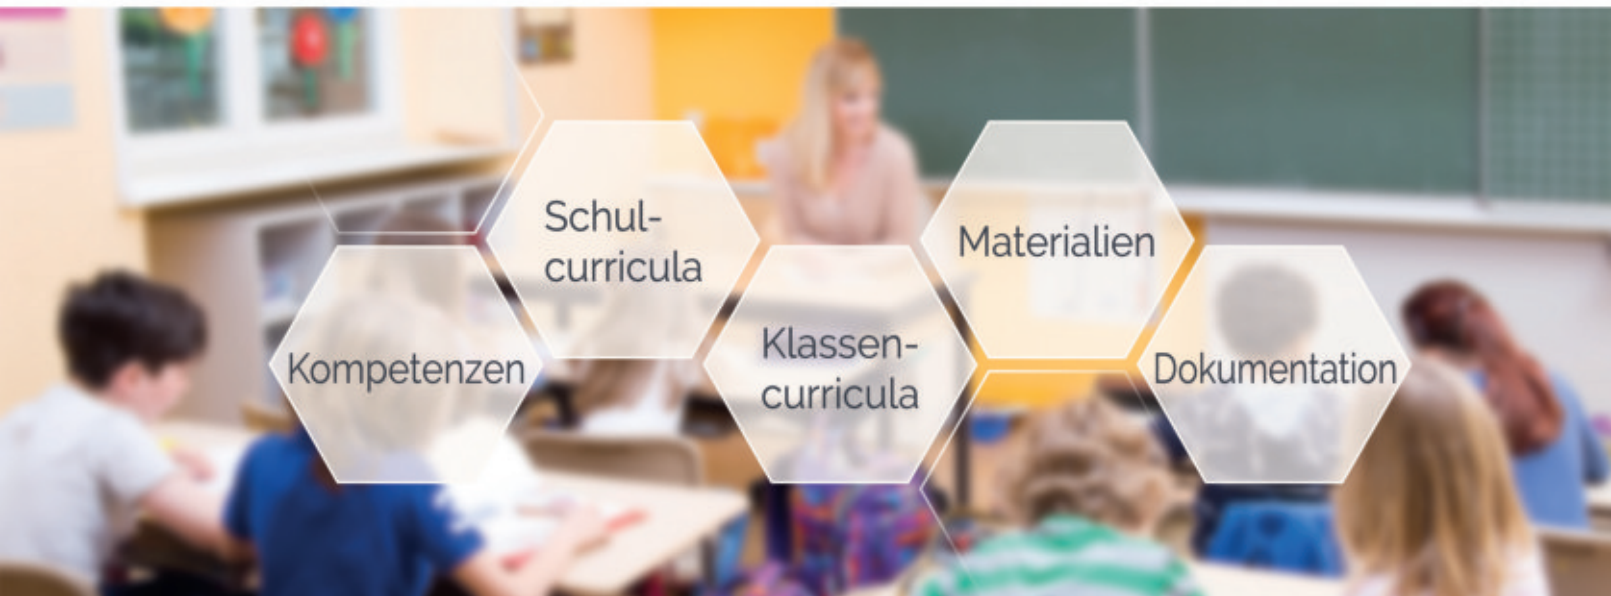 Kompetenzen
Schul-
curricula
Klassen-
curricula
Materialien
Dokumentation